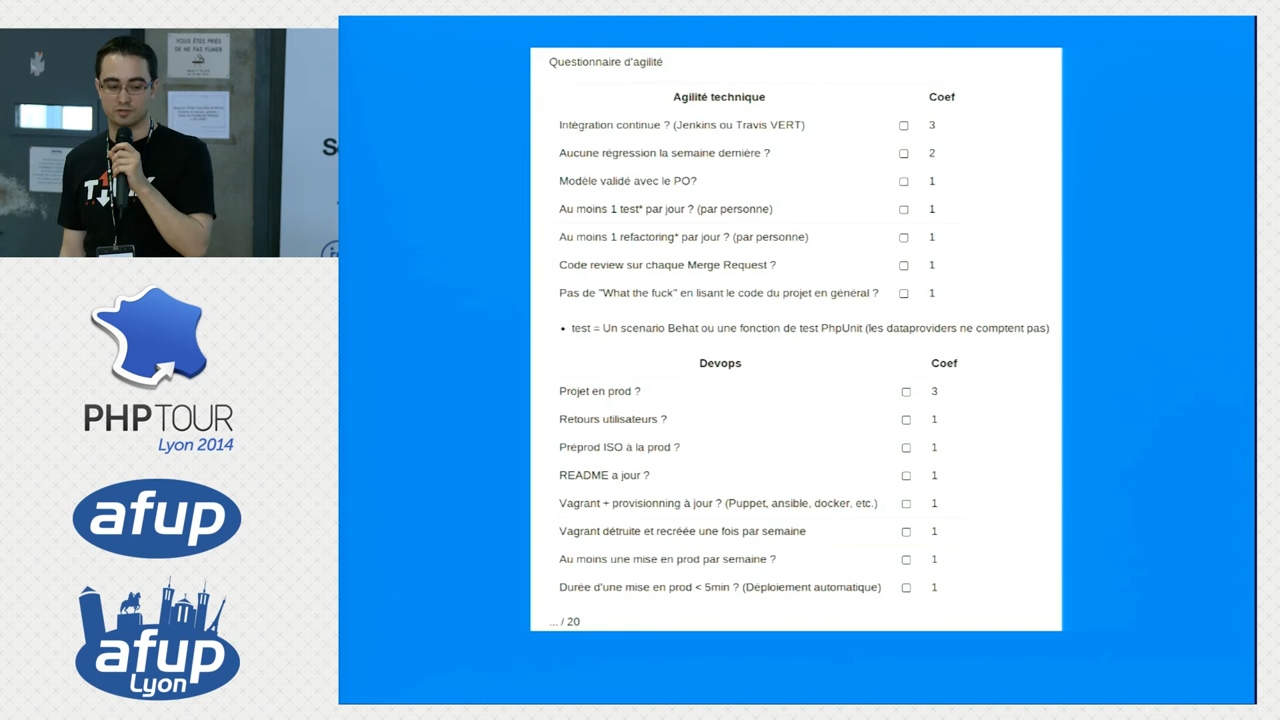 VOUS ÊTES PRIÉS
DE NE PAS FUMER
Questionnaire d'agilité
Agilité technique Coef
Intégration continue ? (Jenkins ou Travis VERT) 3
Aucune régression la semaine dernière ? 2
Modèle validé avec le PO? 1
Au moins 1 test* par jour ? (par personne) 1
Au moins 1 refactoring* par jour ? (par personne) 1
Code review sur chaque Merge Request ? 1
Pas de "What the fuck" en lisant le code du projet en général ? 1
• test = Un scenario Behat ou une fonction de test PhpUnit (les dataproviders ne comptent pas)
Devops Coef
Projet en prod ? 3
Retours utilisateurs ? 1
Préprod ISO à la prod ? 1
README a jour ? 1
Vagrant + provisionning à jour ? (Puppet, ansible, docker, etc.) 1
Vagrant détruite et recréée une fois par semaine 1
Au moins une mise en prod par semaine ? 1
Durée d'une mise en prod < 5min ? (Déploiement automatique) 1
... / 20
PHPTOUR
Lyon 2014
afup
afup
Lyon